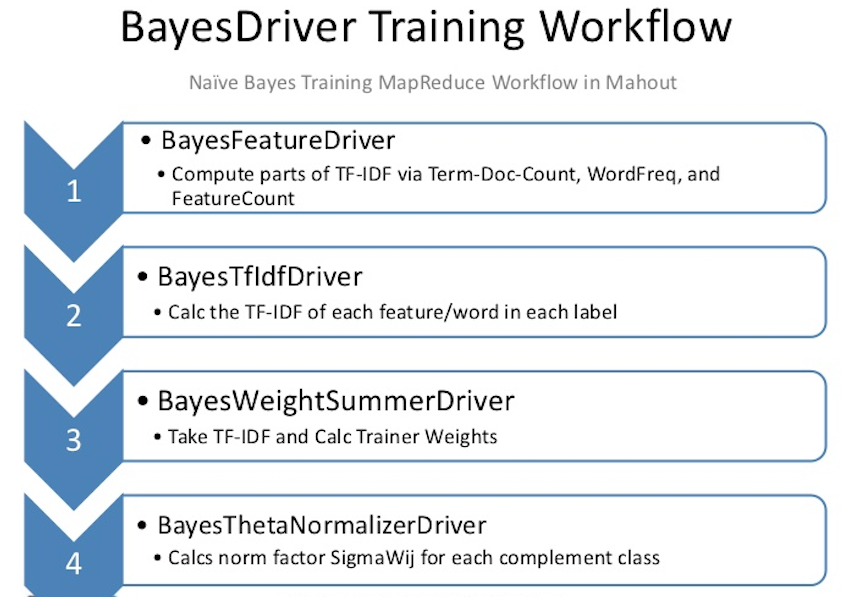 BayesDriver Training Workflow
Naïve Bayes Training MapReduce Workflow in Mahout
1
• BayesFeatureDriver
• Compute parts of TF-IDF via Term-Doc-Count, WordFreq, and
FeatureCount
2
• BayesTfIdfDriver
• Calc the TF-IDF of each feature/word in each label
3
• BayesWeightSummerDriver
• Take TF-IDF and Calc Trainer Weights
4
• BayesThetaNormalizerDriver
• Calcs norm factor SigmaWij for each complement class